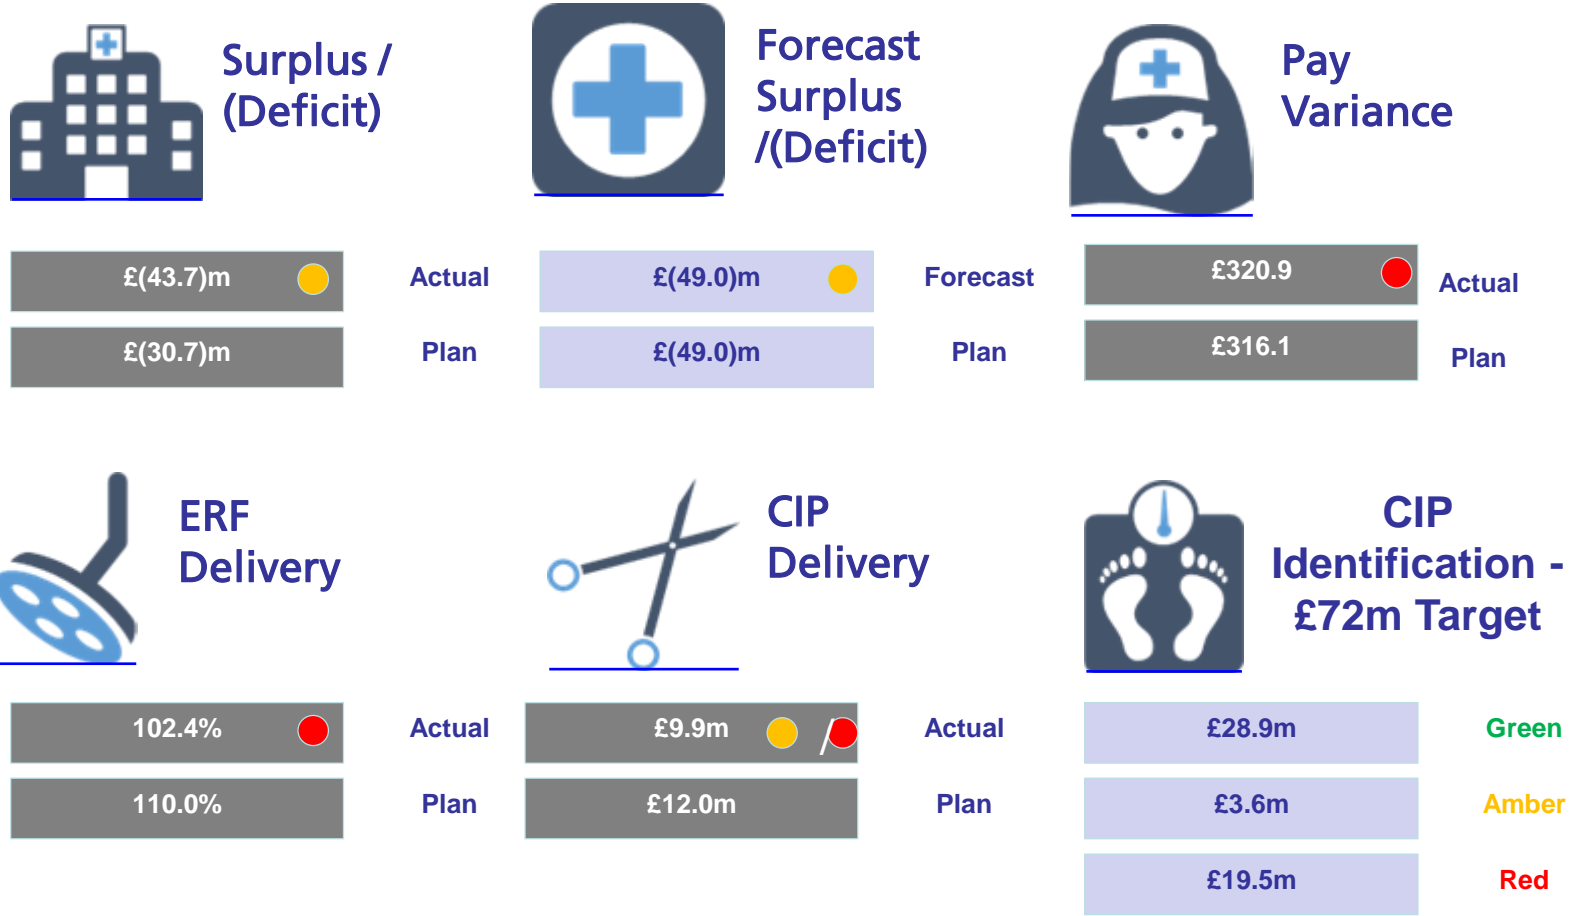 Surplus /
(Deficit)
Forecast
Surplus
/(Deficit)
Pay
Variance
£(43.7)m
Actual
£(49.0)m
Forecast
£320.9
Actual
£(30.7)m
Plan
£(49.0)m
Plan
£316.1
Plan
ERF
Delivery
CIP
Delivery
CIP
Identification -
£72m Target
102.4%
Actual
£9.9m /
Actual
£28.9m
Green
110.0%
Plan
£12.0m
Plan
£3.6m
Amber
£19.5m
Red